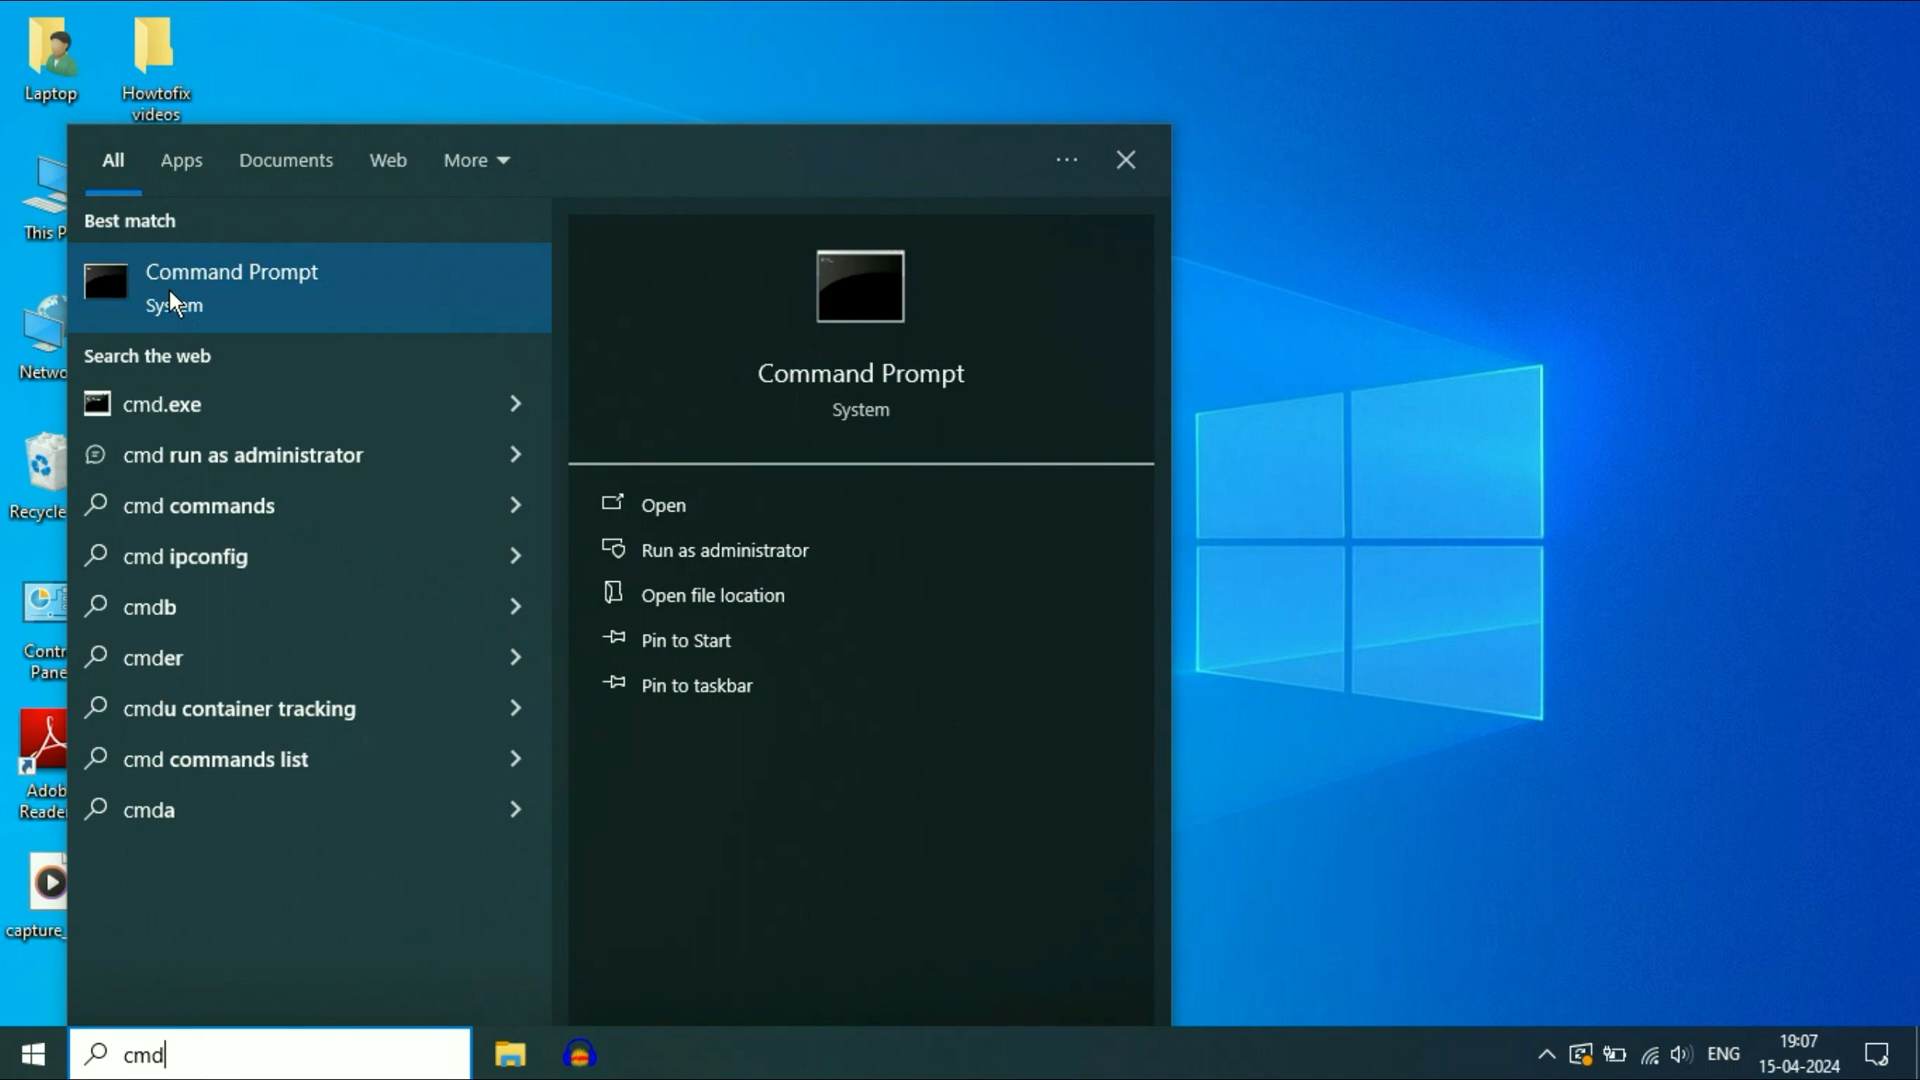 Laptop
Howtofix
videos
This P
Netwo
Recycle
Contr
Pane
Adob
Reade
capture_
All
Apps
Documents
Web
More
Best match
Command Prompt
System
Search the web
cmd.exe
cmd run as administrator
cmd commands
cmd ipconfig
cmdb
cmder
cmdu container tracking
cmd commands list
cmda
Command Prompt
System
Open
Run as administrator
Open file location
Pin to Start
Pin to taskbar
cmd
ENG
19:07
15-04-2024